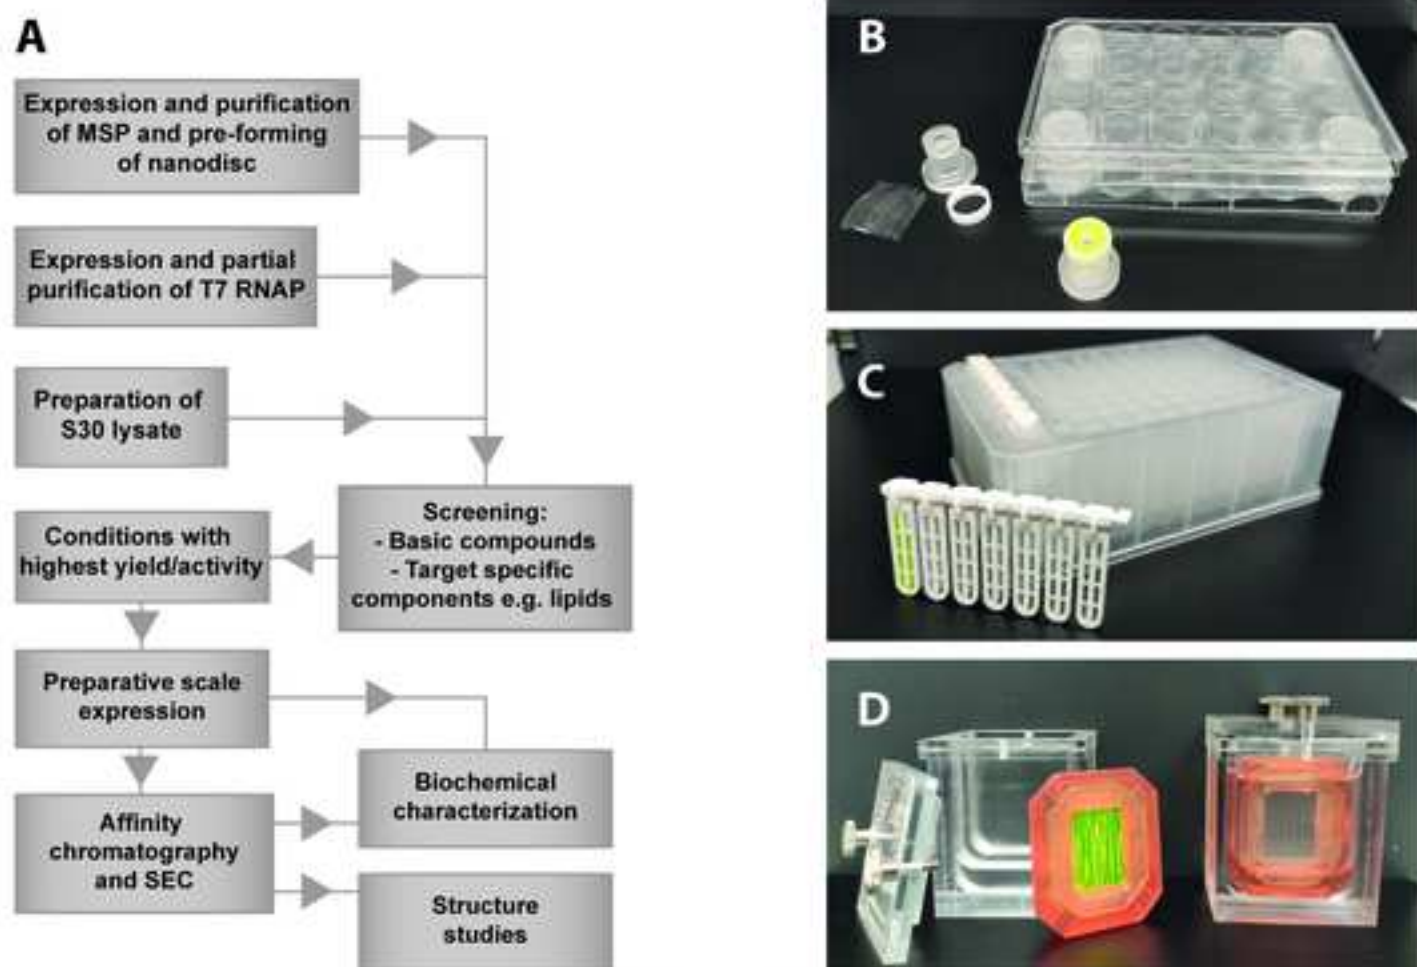 A
Expression and purification
of MSP and pre-forming
of nanodisc
Expression and partial
purification of T7 RNAP
Preparation of
S30 lysate
Screening:
- Basic compounds
- Target specific
components e.g. lipids
Conditions with
highest yield/activity
Preparative scale
expression
Biochemical
characterization
Affinity
chromatography
and SEC
Structure
studies
B
C
D